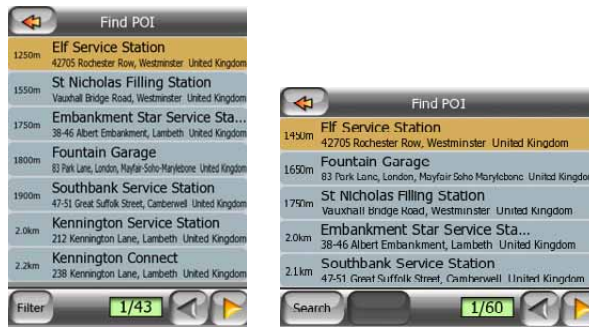 Find POI
1250m Elf Service Station
42705 Rochester Row, Westminster United Kingdom
1550m St Nicholas Filling Station
Vauxhall Bridge Road, Westminster United Kingdom
1750m Embankment Star Service Sta...
38-46 Albert Embankment, Lambeth United Kingdom
1800m Fountain Garage
83 Park Lane, London, Mayfair-Soho-Marylebone United Kingdom
1900m Southbank Service Station
47-51 Great Suffolk Street, Camberwell United Kingdom
2.0km Kennington Service Station
212 Kennington Lane, Lambeth United Kingdom
2.2km Kennington Connect
238 Kennington Lane, Lambeth United Kingdom
Filter 1/43
Find POI
1450m Elf Service Station
42705 Rochester Row, Westminster United Kingdom
1650m Fountain Garage
83 Park Lane, London, Mayfair Soho Marylebone United Kingdom
1750m St Nicholas Filling Station
Vauxhall Bridge Road, Westminster United Kingdom
2.0km Embankment Star Service Sta...
38-46 Albert Embankment, Lambeth United Kingdom
2.1km Southbank Service Station
47-51 Great Suffolk Street, Camberwell United Kingdom
Search 1/60